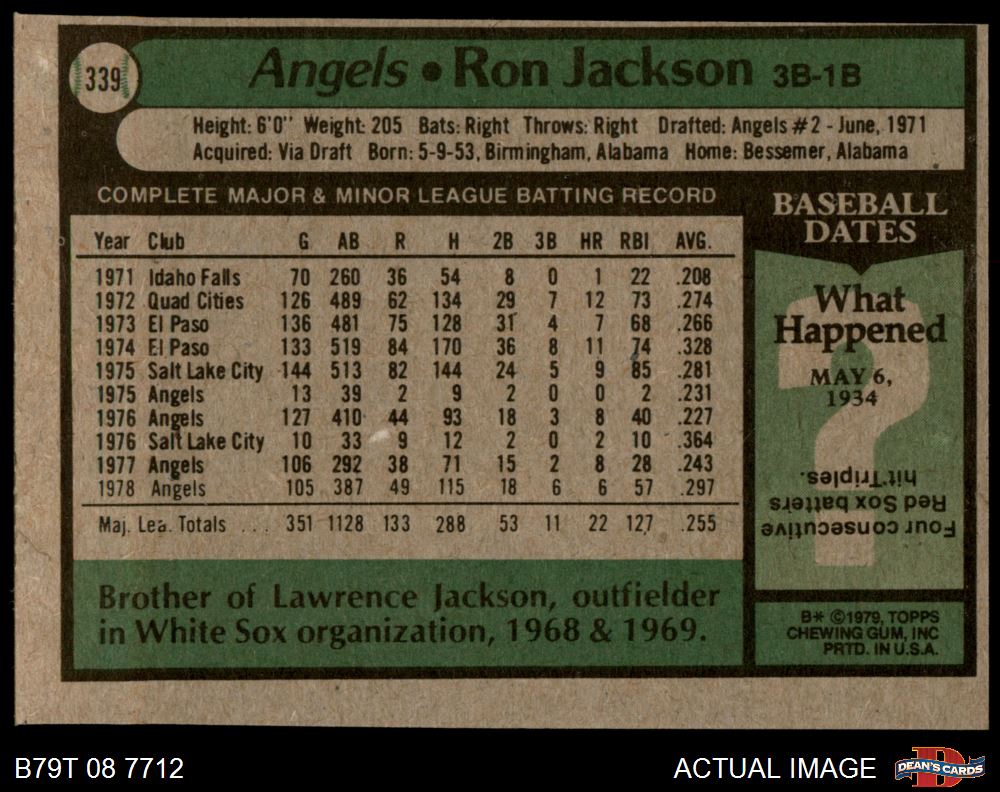 339
Angels • Ron Jackson 3B-1B
Height: 6'0" Weight: 205 Bats: Right Throws: Right Drafted: Angels #2 - June, 1971
Acquired: Via Draft Born: 5-9-53, Birmingham, Alabama Home: Bessemer, Alabama
COMPLETE MAJOR & MINOR LEAGUE BATTING RECORD
Year Club G AB R H 2B 3B HR RBI AVG.
1971 Idaho Falls 70 260 36 54 8 0 1 22 .208
1972 Quad Cities 126 489 62 134 29 7 12 73 .274
1973 El Paso 136 481 75 128 31 4 7 68 .266
1974 El Paso 133 519 84 170 36 8 11 74 .328
1975 Salt Lake City 144 513 82 144 24 5 9 85 .281
1975 Angels 13 39 2 9 2 0 0 2 .231
1976 Angels 127 410 44 93 18 3 8 40 .227
1976 Salt Lake City 10 33 9 12 2 0 2 10 .364
1977 Angels 106 292 38 71 15 2 8 28 .243
1978 Angels 105 387 49 115 18 6 6 57 .297
Maj. Lea. Totals ... 351 1128 133 288 53 11 22 127 .255
Brother of Lawrence Jackson, outfielder
in White Sox organization, 1968 & 1969.
BASEBALL
DATES
What
Happened
MAY 6,
1934
Four consecutive
Red Sox batters
hit Triples.
B* ©1979, TOPPS
CHEWING GUM, INC
PRTD. IN U.S.A.
B79T 08 7712
ACTUAL IMAGE
D
DEAN'S CARDS